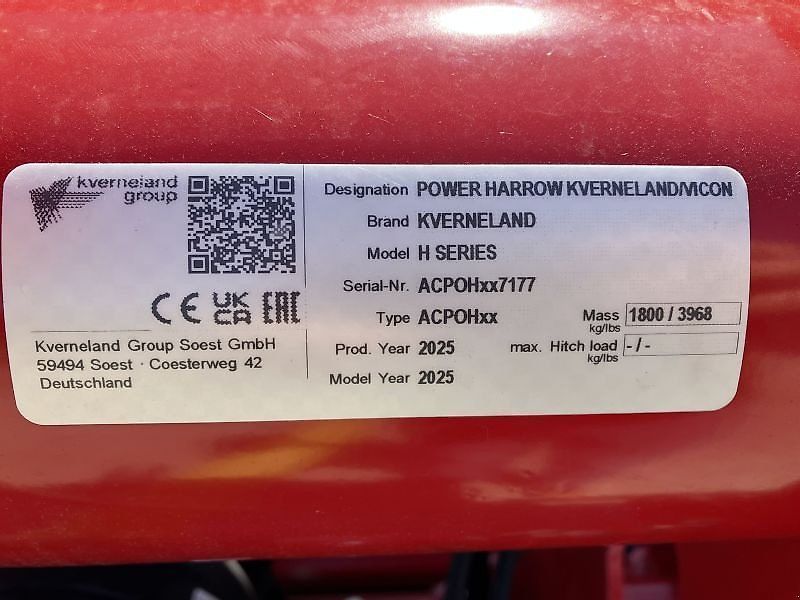 kverneland
group
CE UK CA EAC
Kverneland Group Soest GmbH
59494 Soest · Coesterweg 42
Deutschland
Designation POWER HARROW KVERNELAND/VICON
Brand KVERNELAND
Model H SERIES
Serial-Nr. ACPOHxx7177
Type ACPOHxx
Mass kg/lbs 1800 / 3968
Prod. Year 2025
max. Hitch load kg/lbs - / -
Model Year 2025